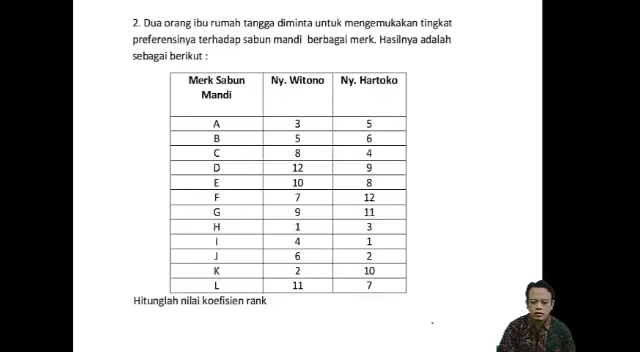 2. Dua orang ibu rumah tangga diminta untuk mengemukakan tingkat
preferensinya terhadap sabun mandi berbagai merk. Hasilnya adalah
sebagai berikut :
Merk Sabun Mandi Ny. Witono Ny. Hartoko
A 3 5
B 5 6
C 8 4
D 12 9
E 10 8
F 7 12
G 9 11
H 1 3
I 4 1
J 6 2
K 2 10
L 11 7
Hitunglah nilai koefisien rank